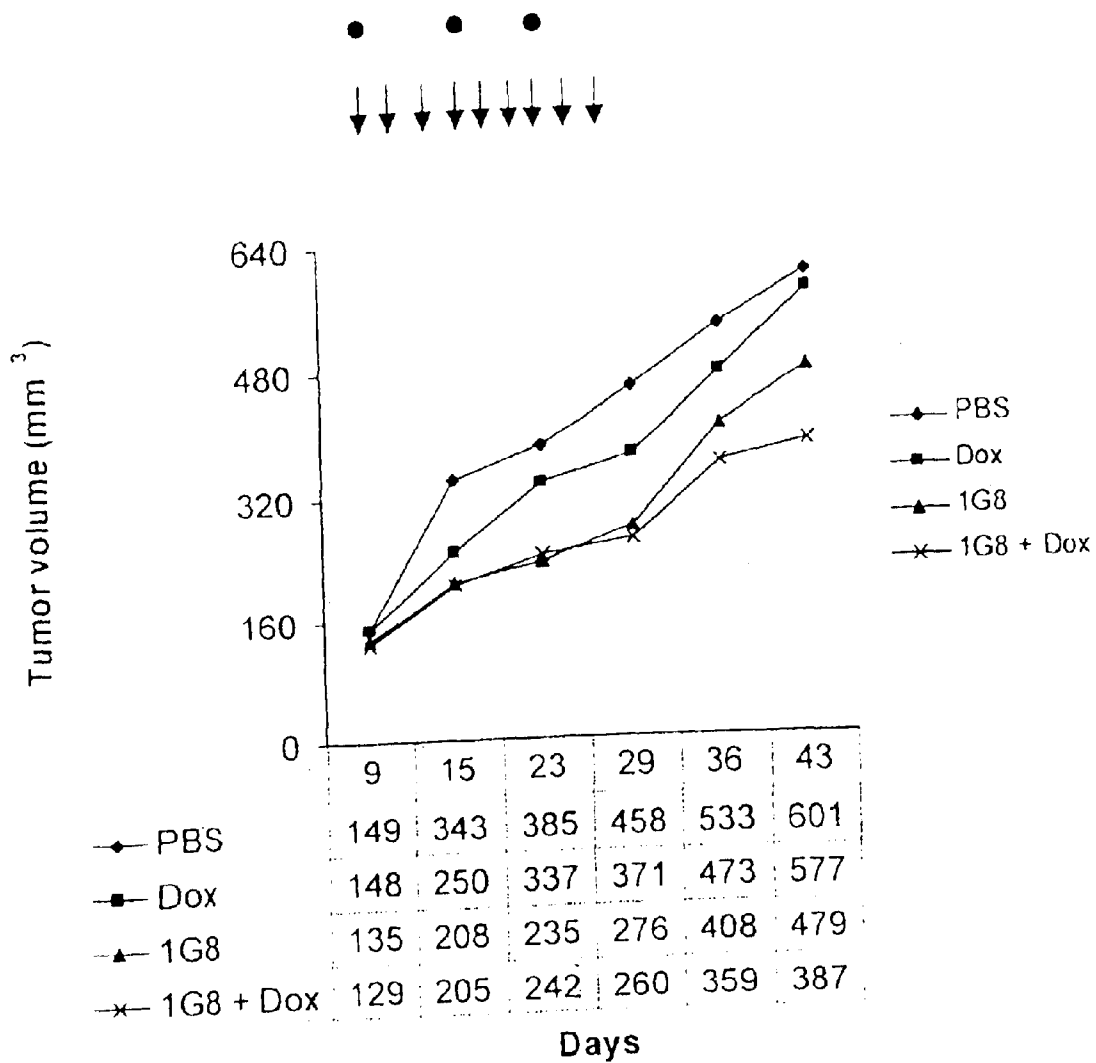 Tumor volume (mm 3)
640
480
320
160
0
PBS
Dox
1G8
1G8 + Dox
9 15 23 29 36 43
PBS 149 343 385 458 533 601
Dox 148 250 337 371 473 577
1G8 135 208 235 276 408 479
1G8 + Dox 129 205 242 260 359 387
Days